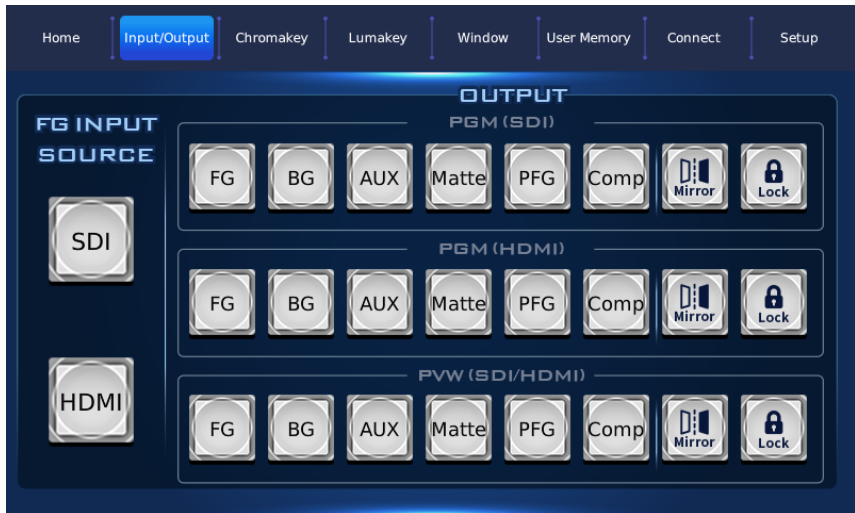 Home Input/Output Chromakey Lumakey Window User Memory Connect Setup
OUTPUT
FG INPUT
SOURCE
SDI
HDMI
PGM (SDI)
FG BG AUX Matte PFG Comp Mirror Lock
PGM (HDMI)
FG BG AUX Matte PFG Comp Mirror Lock
PVW (SDI/HDMI)
FG BG AUX Matte PFG Comp Mirror Lock